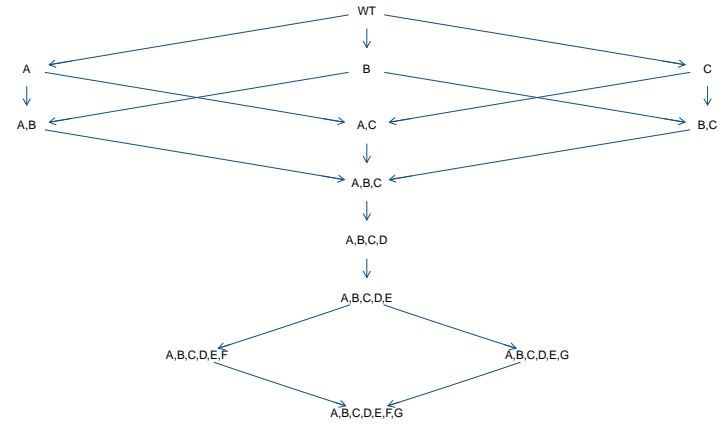 WT
A B C
A,B A,C B,C
A,B,C
A,B,C,D
A,B,C,D,E
A,B,C,D,E,F A,B,C,D,E,G
A,B,C,D,E,F,G